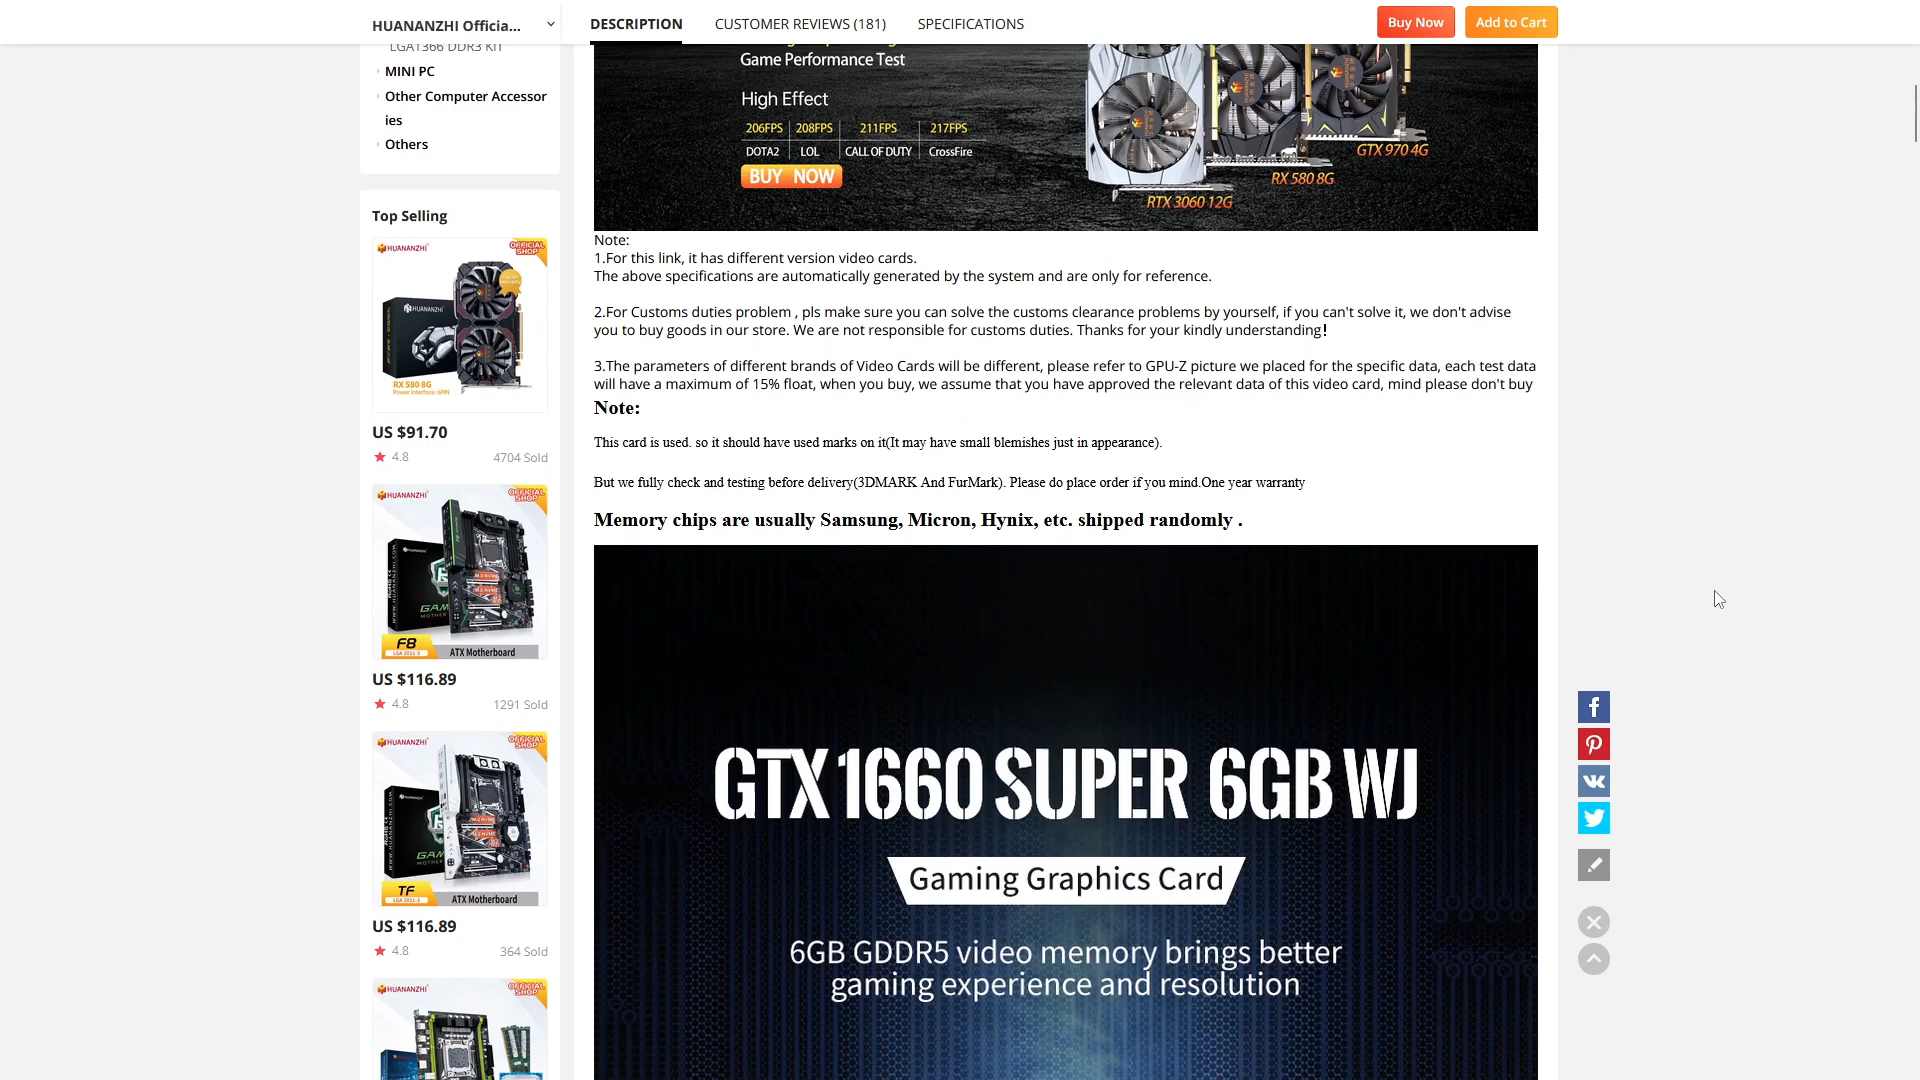 HUANANZHI Officia...
DESCRIPTION
CUSTOMER REVIEWS (181)
SPECIFICATIONS
Buy Now
Add to Cart
LGA1366 DDR3 KIT
MINI PC
Other Computer Accessor
ies
Others
Game Performance Test
High Effect
206FPS 208FPS 211FPS 217FPS
DOTA2 LOL CALL OF DUTY CrossFire
BUY NOW
GTX 970 4G
RX 580 8G
RTX 3060 12G
Note:
1.For this link, it has different version video cards.
The above specifications are automatically generated by the system and are only for reference.
2.For Customs duties problem , pls make sure you can solve the customs clearance problems by yourself, if you can't solve it, we don't advise
you to buy goods in our store. We are not responsible for customs duties. Thanks for your kindly understanding!
3.The parameters of different brands of Video Cards will be different, please refer to GPU-Z picture we placed for the specific data, each test data
will have a maximum of 15% float, when you buy, we assume that you have approved the relevant data of this video card, mind please don't buy
Note:
This card is used. so it should have used marks on it(It may have small blemishes just in appearance).
But we fully check and testing before delivery(3DMARK And FurMark). Please do place order if you mind.One year warranty
Memory chips are usually Samsung, Micron, Hynix, etc. shipped randomly .
GTX 1660 SUPER 6GB WJ
Gaming Graphics Card
6GB GDDR5 video memory brings better
gaming experience and resolution
Top Selling
HUANANZHI
OFFICIAL
SHOP
HUANANZHI
RX 580 8G
Power interface: 6PIN
US $91.70
4.8
4704 Sold
HUANANZHI
OFFICIAL
SHOP
F8
LGA 2011-3
ATX Motherboard
US $116.89
4.8
1291 Sold
HUANANZHI
OFFICIAL
SHOP
TF
LGA 2011-3
ATX Motherboard
US $116.89
4.8
364 Sold
HUANANZHI
OFFICIAL
SHOP